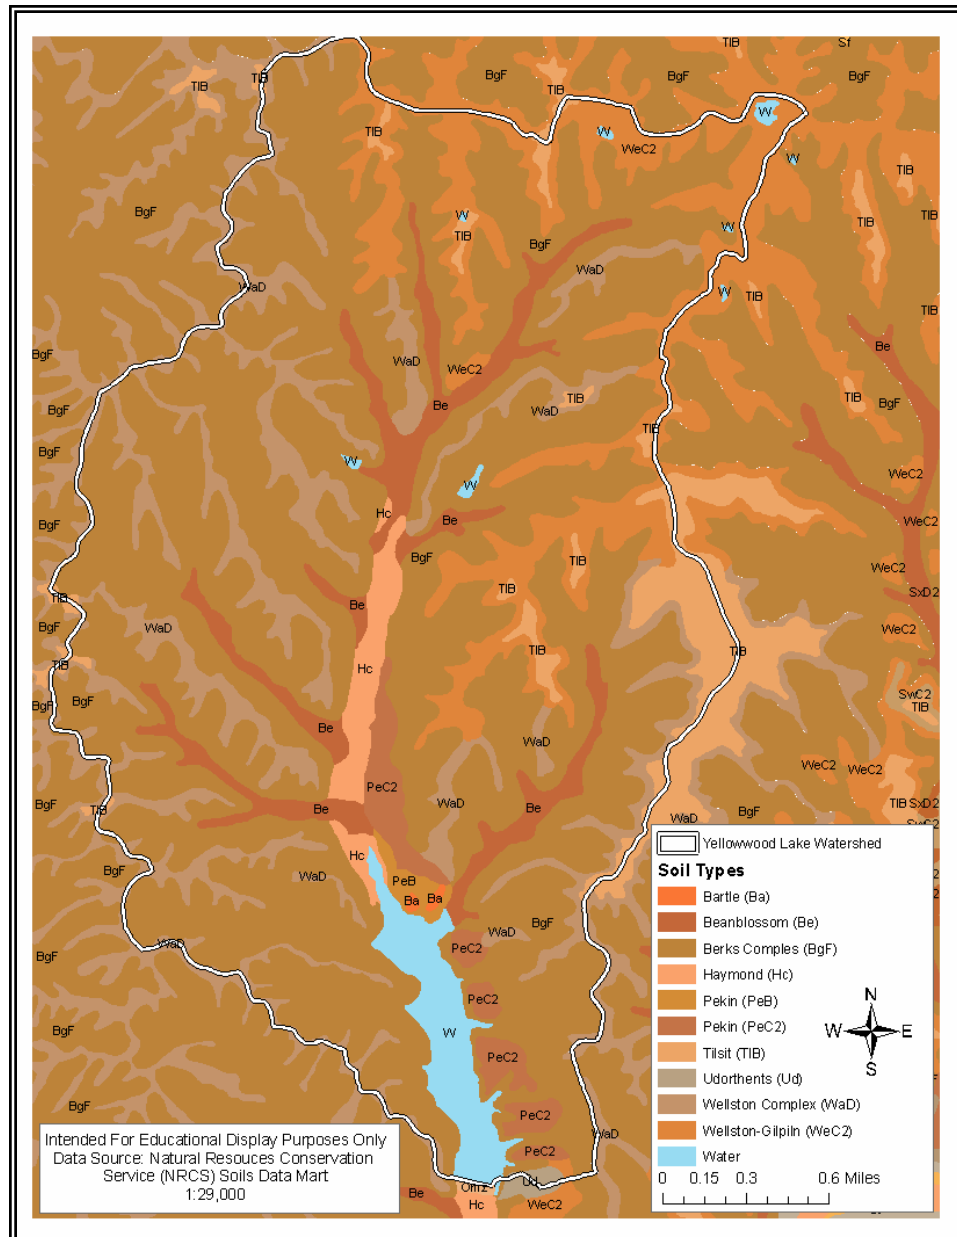 TlB
Sf
BgF
BgF
BgF
TlB
TlB
TlB
W
W
TlB
WeC2
W
TlB
BgF
W
TlB
TlB
TlB
W
BgF
WaD
WaD
W
TlB
TlB
Be
BgF
WaD
WeC2
TlB
BgF
BgF
Be
WaD
TlB
TlB
BgF
W
W
WeC2
Hc
Be
WeC2
BgF
BgF
TlB
TlB
WeC2
SxD2
TlB
Be
BgF
WaD
WeC2
TlB
TlB
TlB
Hc
SwC2
TlB
BgF
BgF
Be
WaD
WeC2
WeC2
PeC2
BgF
TlB
Be
WaD
Be
TlB
SxD2
BgF
WaD
Hc
BgF
WaD
PeB
Ba
Ba
BgF
WaD
WaD
PeC2
BgF
PeC2
BgF
W
PeC2
BgF
PeC2
WaD
PeC2
Ud
Be
Hc
WeC2
Yellowwood Lake Watershed
Soil Types
Bartle (Ba)
Beanblossom (Be)
Berks Comples (BgF)
Haymond (Hc)
Pekin (PeB)
Pekin (PeC2)
Tilsit (TlB)
Udorthents (Ud)
Wellston Complex (WaD)
Wellston-Gilpiln (WeC2)
Water
N
W E
S
0 0.15 0.3 0.6 Miles
Intended For Educational Display Purposes Only
Data Source: Natural Resouces Conservation
Service (NRCS) Soils Data Mart
1:29,000